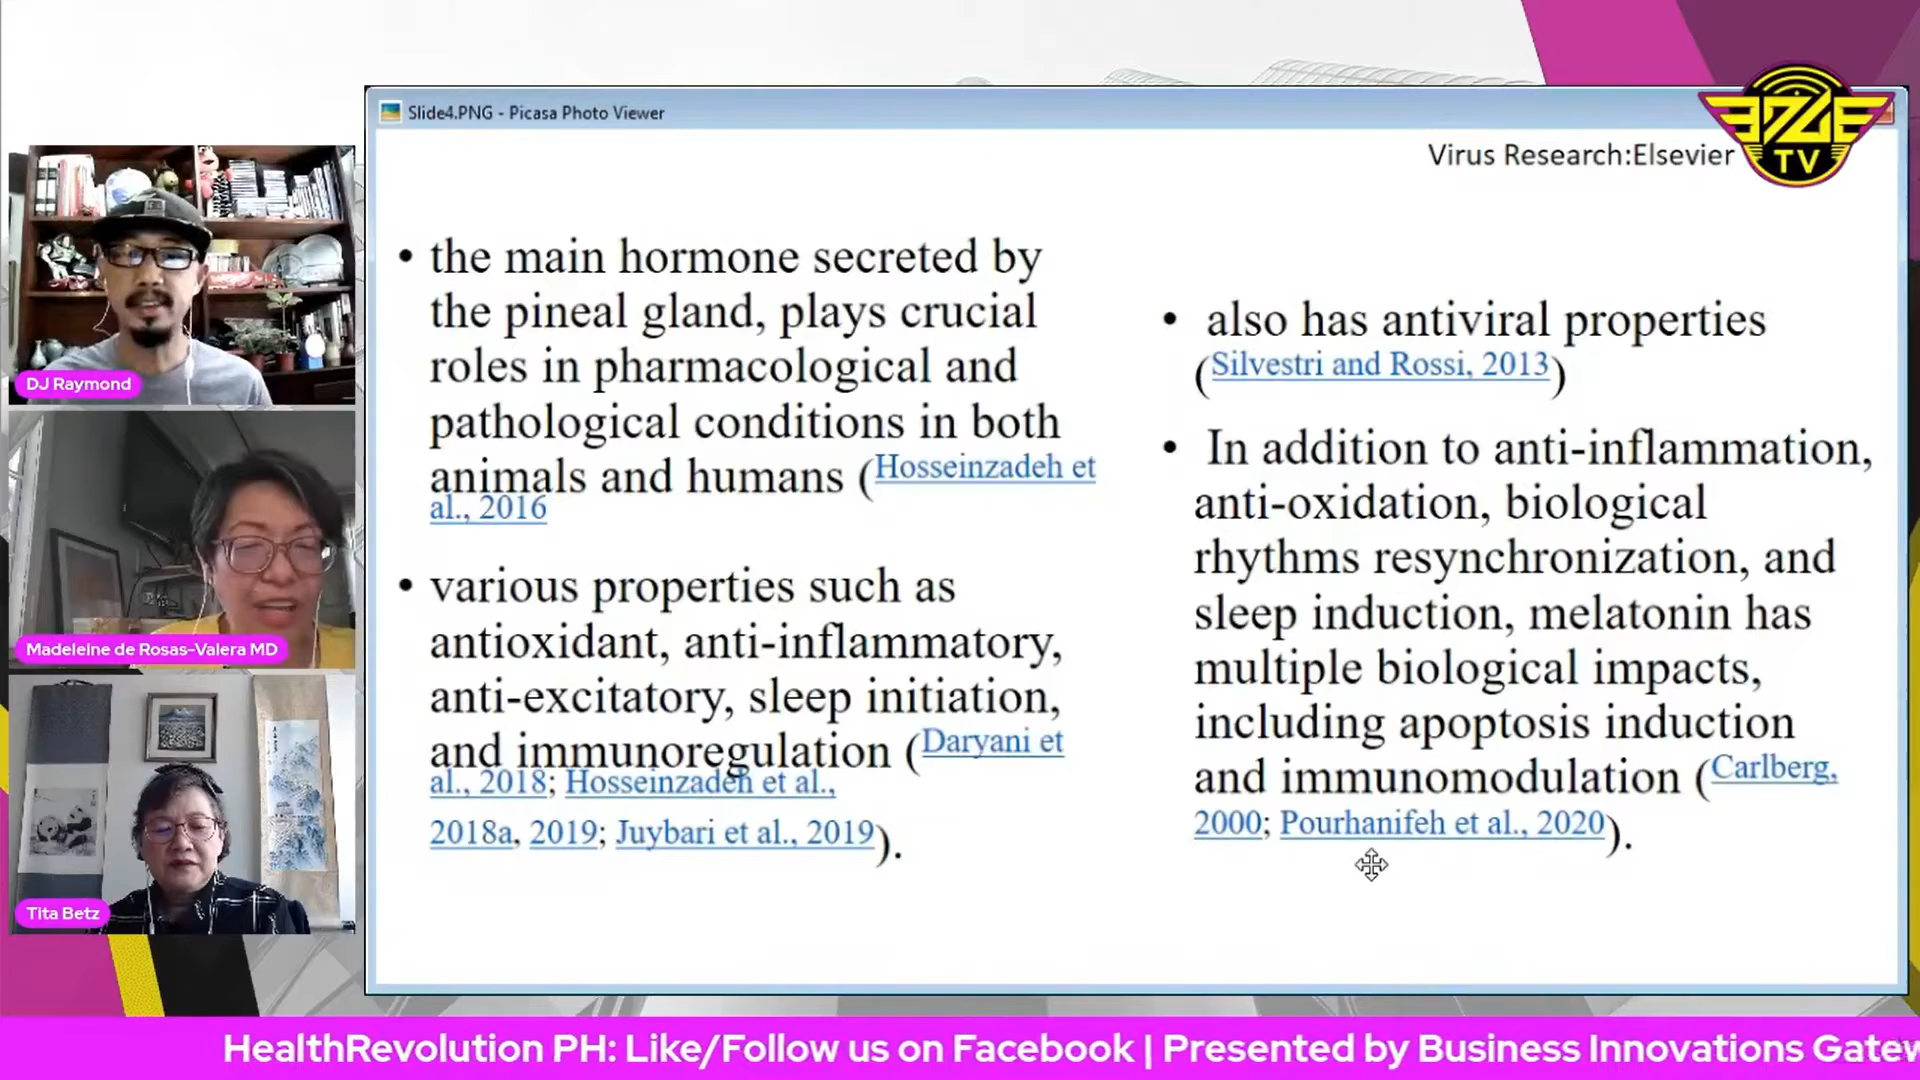 Slide4.PNG - Picasa Photo Viewer
Virus Research:Elsevier
EDGE
TV
• the main hormone secreted by
the pineal gland, plays crucial
roles in pharmacological and
pathological conditions in both
animals and humans (Hosseinzadeh et
al., 2016
• various properties such as
antioxidant, anti-inflammatory,
anti-excitatory, sleep initiation,
and immunoregulation (Daryani et
al., 2018; Hosseinzadeh et al.,
2018a, 2019; Juybari et al., 2019).
• also has antiviral properties
(Silvestri and Rossi, 2013)
• In addition to anti-inflammation,
anti-oxidation, biological
rhythms resynchronization, and
sleep induction, melatonin has
multiple biological impacts,
including apoptosis induction
and immunomodulation (Carlberg,
2000; Pourhanifeh et al., 2020).
DJ Raymond
Madeleine de Rosas-Valera MD
Tita Betz
HealthRevolution PH: Like/Follow us on Facebook | Presented by Business Innovations Gatew